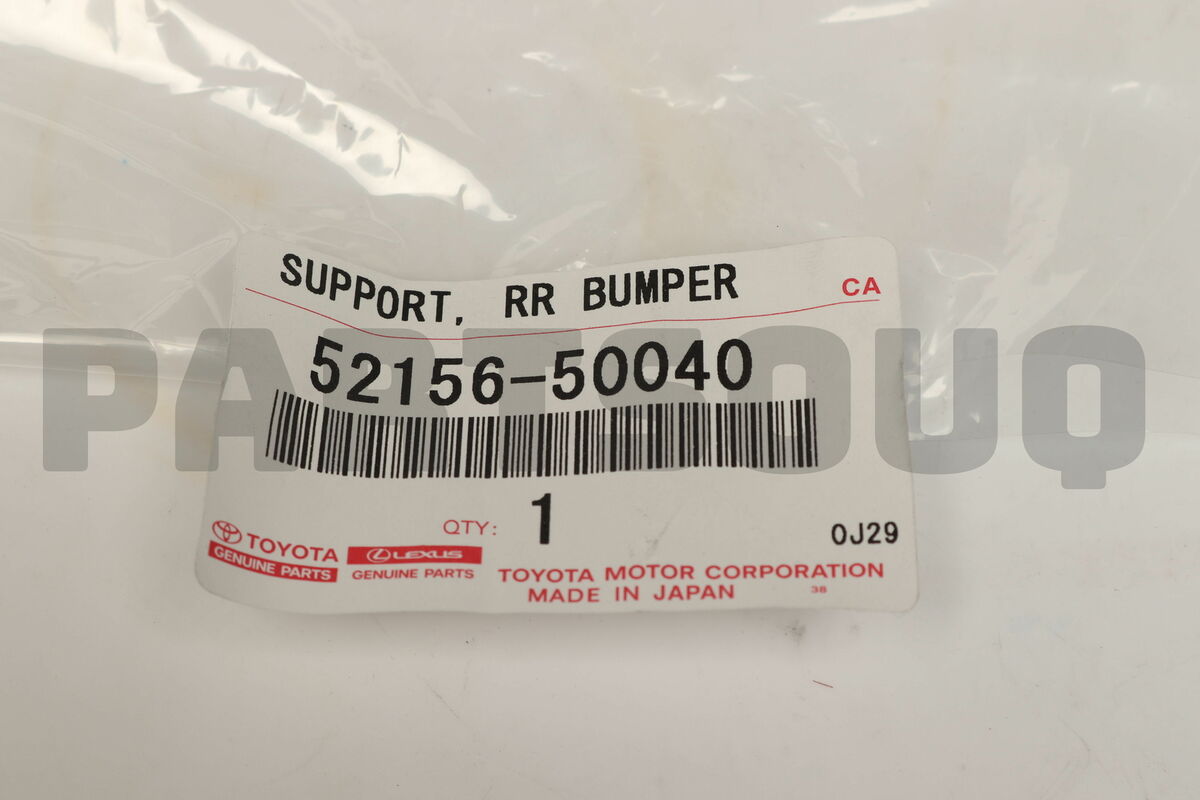 SUPPORT, RR BUMPER
CA
52156-50040
PARTSOUQ
QTY: 1
0J29
TOYOTA
GENUINE PARTS
LEXUS
GENUINE PARTS
TOYOTA MOTOR CORPORATION
MADE IN JAPAN
38